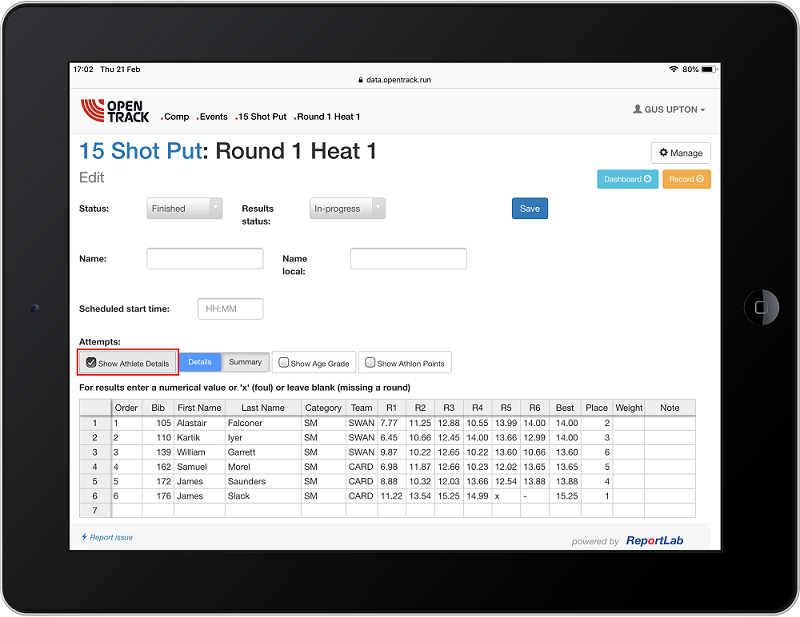 17:02 Thu 21 Feb
80%
data.opentrack.run
OPEN
TRACK
.Comp .Events .15 Shot Put .Round 1 Heat 1
GUS UPTON
15 Shot Put: Round 1 Heat 1
Manage
Edit
Dashboard
Record
Status: Finished Results status: In-progress Save
Name: Name local:
Scheduled start time: HH:MM
Attempts:
Show Athlete Details Details Summary Show Age Grade Show Athlon Points
For results enter a numerical value or 'x' (foul) or leave blank (missing a round)
Order Bib First Name Last Name Category Team R1 R2 R3 R4 R5 R6 Best Place Weight Note
1 1 105 Alastair Falconer SM SWAN 7.77 11.25 12.88 10.55 13.99 14.00 14.00 2
2 2 110 Kartik Iyer SM SWAN 6.45 10.66 12.45 14.00 13.66 12.99 14.00 3
3 3 139 William Garrett SM SWAN 9.87 10.22 12.65 10.22 13.60 10.66 13.60 6
4 4 162 Samuel Morel SM CARD 6.98 11.87 12.66 10.23 12.02 13.65 13.65 5
5 5 172 James Saunders SM CARD 8.88 10.32 12.03 13.66 12.54 13.88 13.88 4
6 6 176 James Slack SM CARD 11.22 13.54 15.25 14.99 x - 15.25 1
7
Report issue
powered by ReportLab